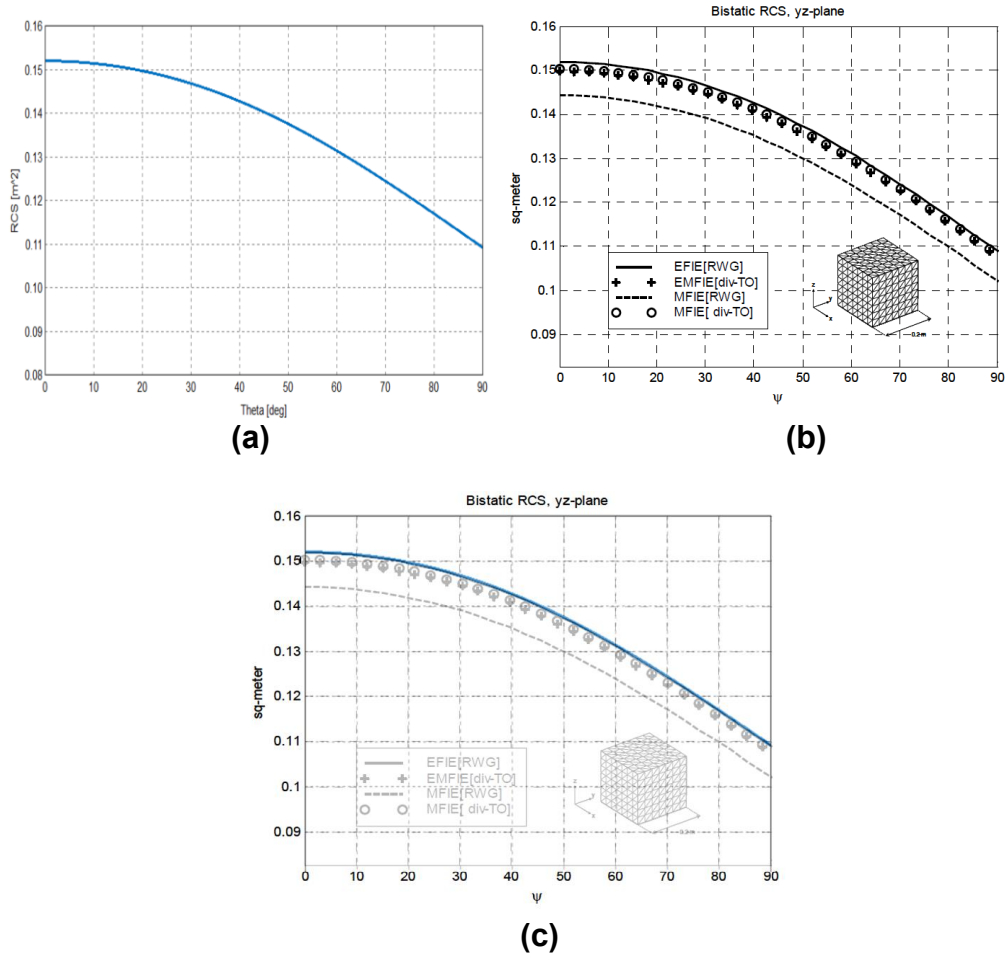 0.16
0.15
0.14
0.13
0.12
0.11
0.1
0.09
0.08
RCS [m^2]
0 10 20 30 40 50 60 70 80 90
Theta [deg]
(a)
Bistatic RCS, yz-plane
0.16
0.15
0.14
0.13
0.12
0.11
0.1
0.09
sq-meter
EFIE[RWG]
EMFIE[div-TO]
MFIE[RWG]
MFIE[ div-TO]
z
y
x
0.2 m
0 10 20 30 40 50 60 70 80 90
ψ
(b)
Bistatic RCS, yz-plane
0.16
0.15
0.14
0.13
0.12
0.11
0.1
0.09
sq-meter
EFIE[RWG]
EMFIE[div-TO]
MFIE[RWG]
MFIE[ div-TO]
z
y
x
0.2 m
0 10 20 30 40 50 60 70 80 90
ψ
(c)